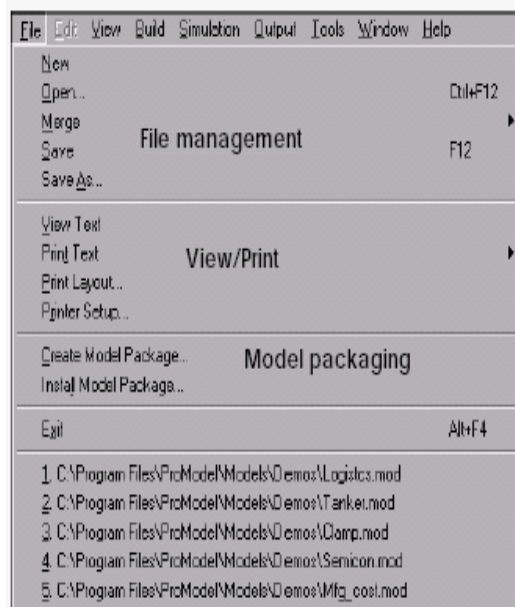 File Edit View Build Simulation Output Tools Window Help
New
Open... Ctrl+F12
Merge
File management
Save F12
Save As...
View Text
Print Text
View/Print
Print Layout...
Printer Setup...
Create Model Package...
Model packaging
Install Model Package...
Exit Alt+F4
1. C:\Program Files\ProModel\Models\Demos\Logistcs.mod
2. C:\Program Files\ProModel\Models\Demos\Tanker.mod
3. C:\Program Files\ProModel\Models\Demos\Clamp.mod
4. C:\Program Files\ProModel\Models\Demos\Semicon.mod
5. C:\Program Files\ProModel\Models\Demos\Mfg_cost.mod